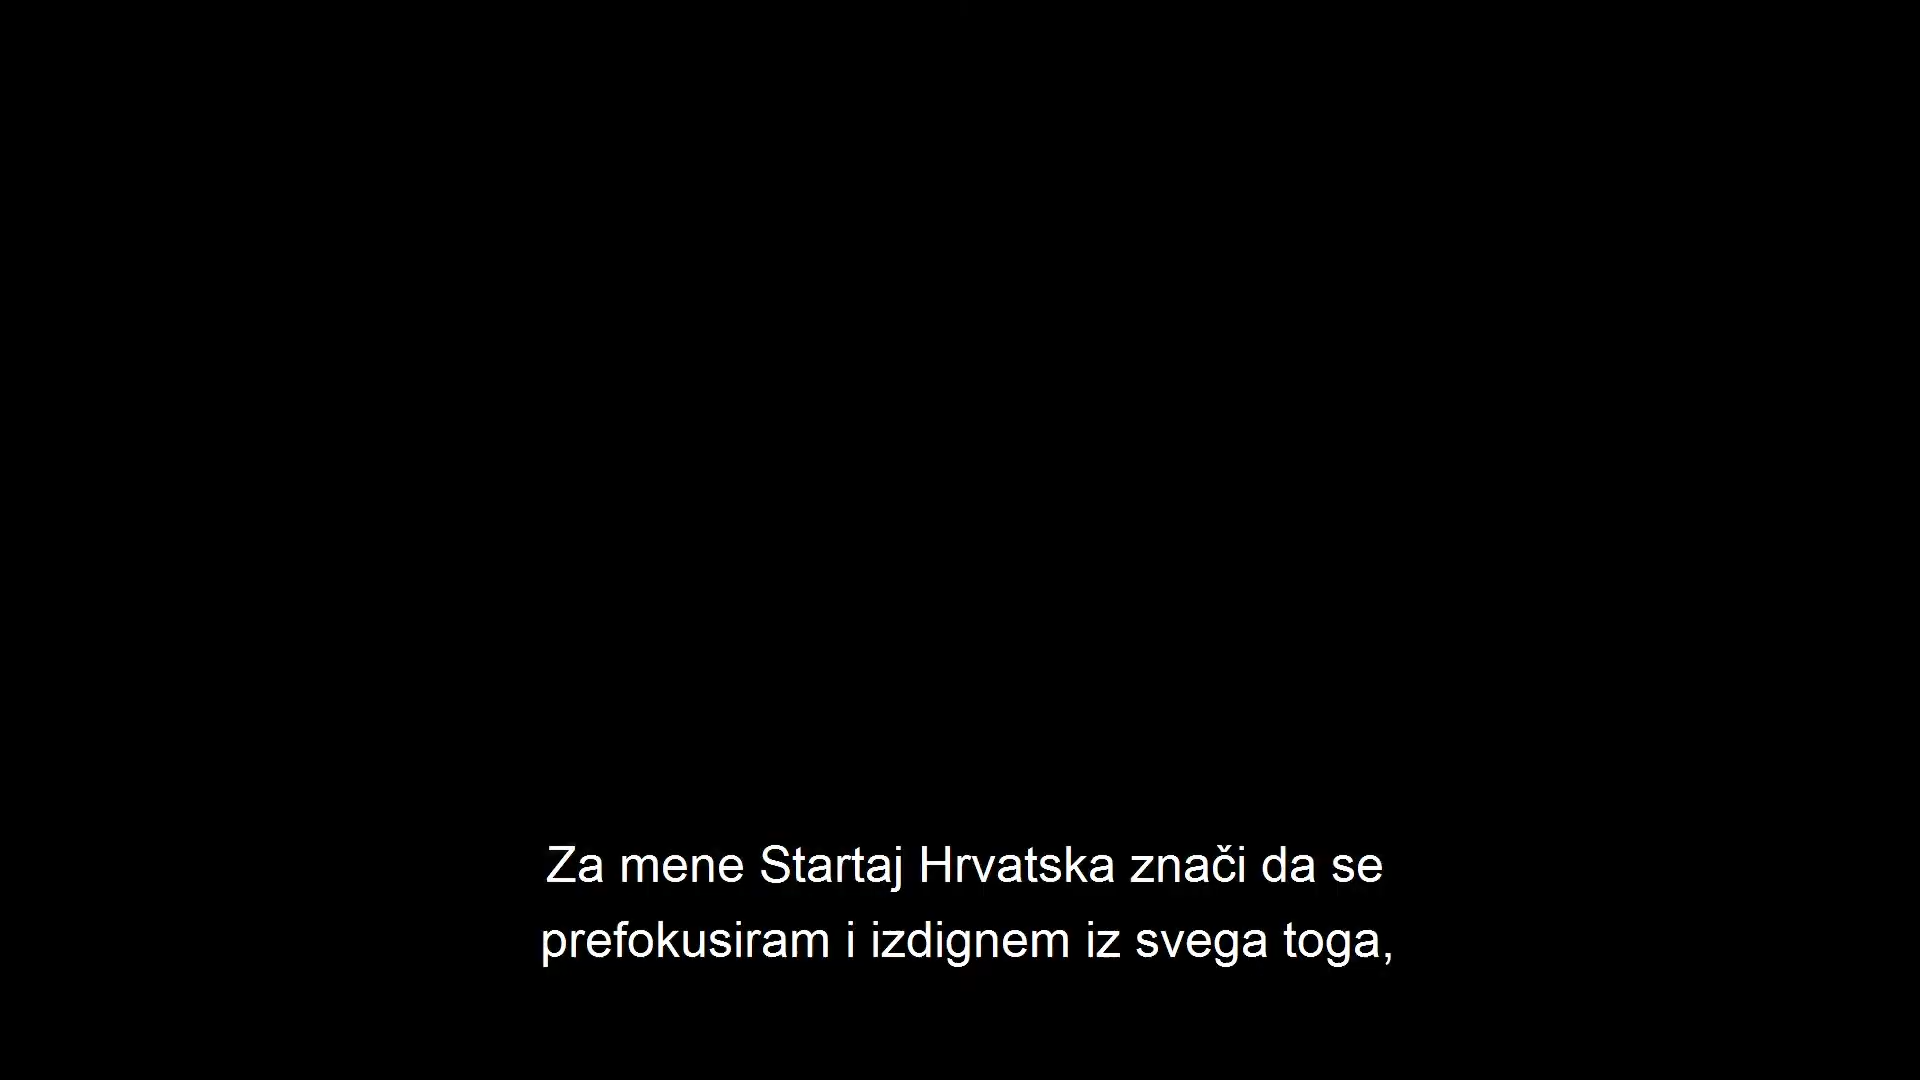 Za mene Startaj Hrvatska znači da se
prefokusiram i izdignem iz svega toga,